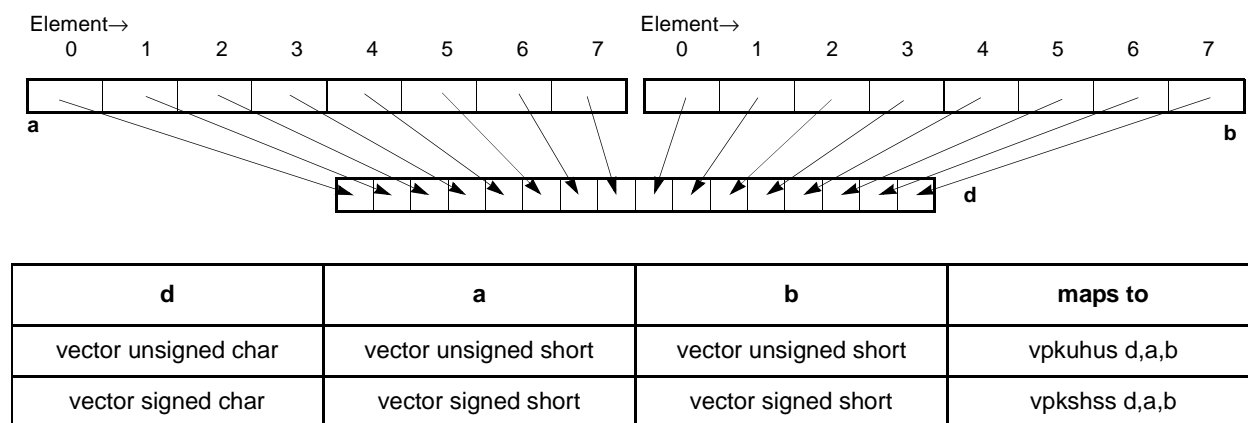 Element→ Element→
0 1 2 3 4 5 6 7 0 1 2 3 4 5 6 7
a b
d
d a b maps to
vector unsigned char vector unsigned short vector unsigned short vpkuhus d,a,b
vector signed char vector signed short vector signed short vpkshss d,a,b